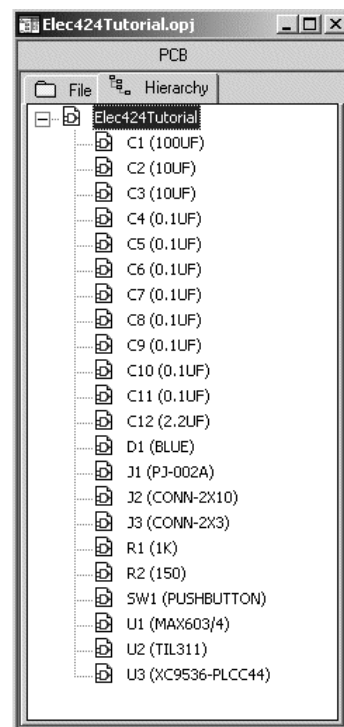 Elec424Tutorial.opj
PCB
File Hierarchy
Elec424Tutorial
C1 (100UF)
C2 (10UF)
C3 (10UF)
C4 (0.1UF)
C5 (0.1UF)
C6 (0.1UF)
C7 (0.1UF)
C8 (0.1UF)
C9 (0.1UF)
C10 (0.1UF)
C11 (0.1UF)
C12 (2.2UF)
D1 (BLUE)
J1 (PJ-002A)
J2 (CONN-2X10)
J3 (CONN-2X3)
R1 (1K)
R2 (150)
SW1 (PUSHBUTTON)
U1 (MAX603/4)
U2 (TIL311)
U3 (XC9536-PLCC44)